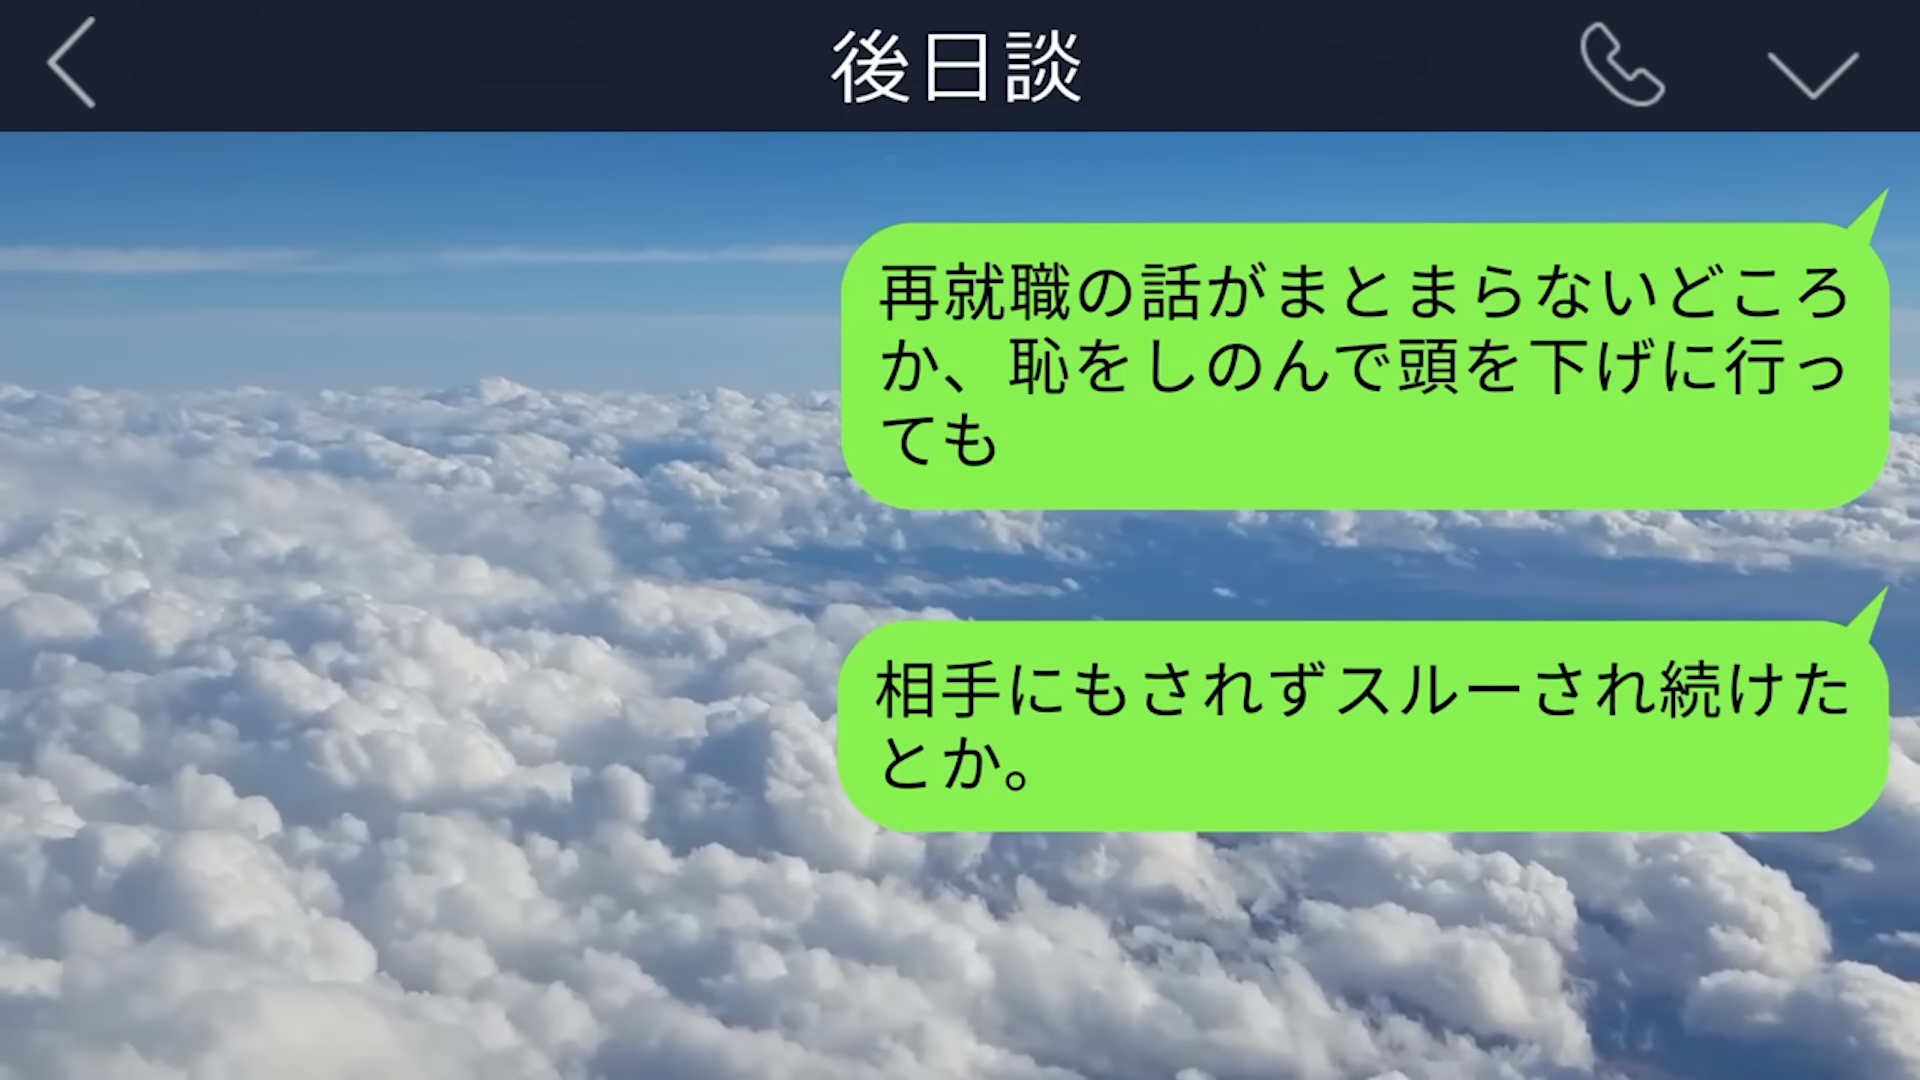 後日談
再就職の話がまとまらないどころ
か、恥をしのんで頭を下げに行っ
ても
相手にもされずスルーされ続けた
とか。